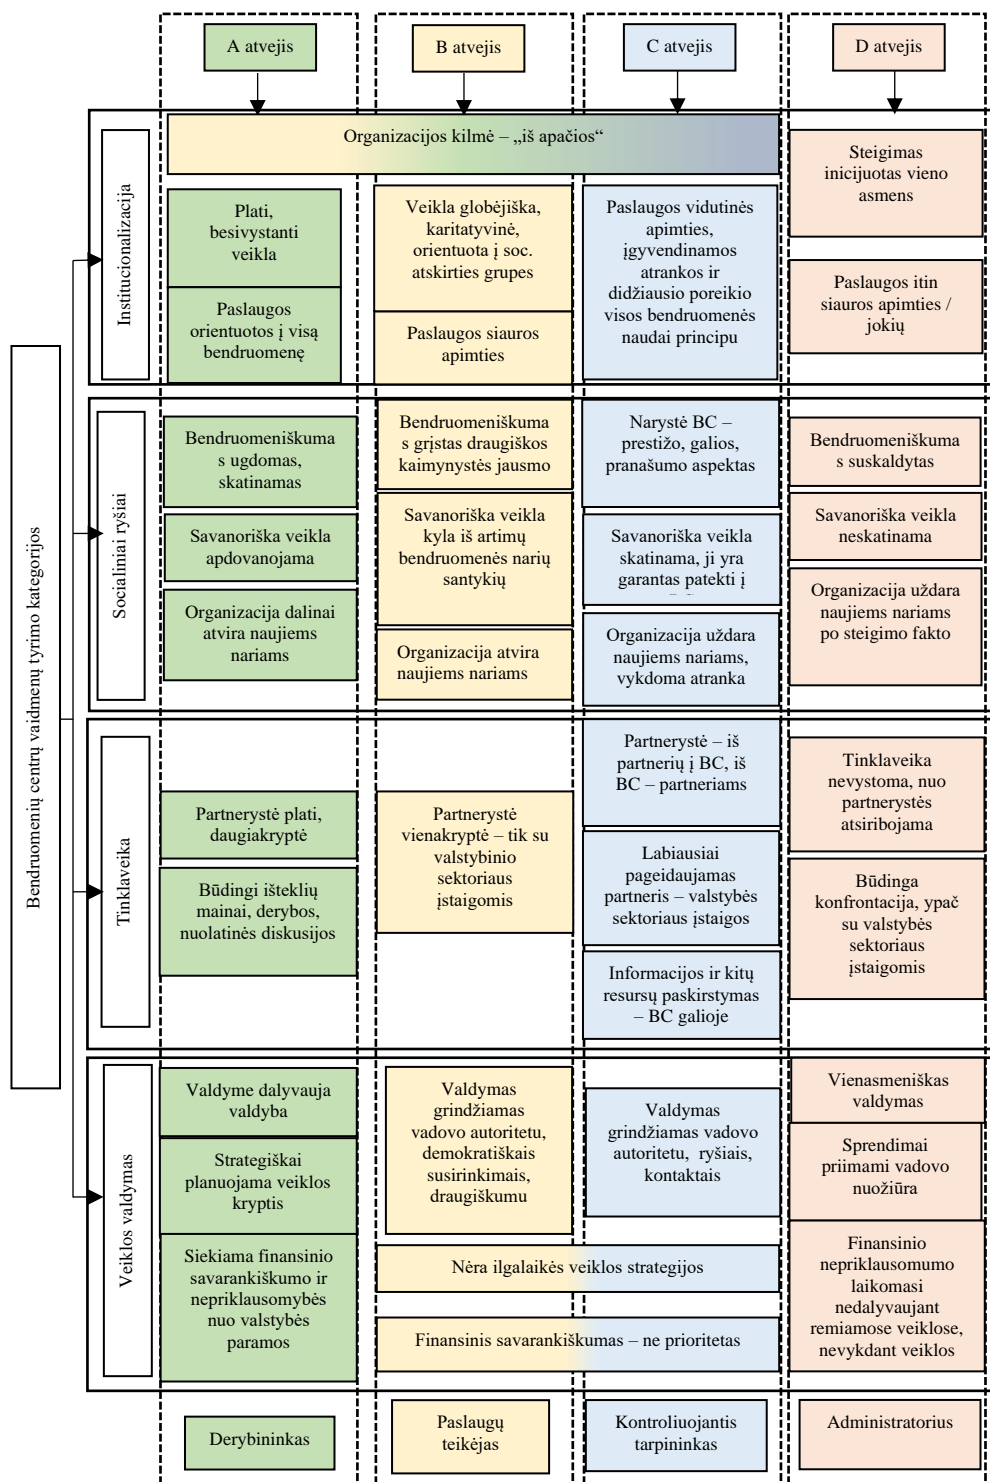 A atvejis
B atvejis
C atvejis
D atvejis
Bendruomenių centrų vaidmenų tyrimo kategorijos
Institucionalizacija
Organizacijos kilmė – „iš apačios“
Plati,
besivystanti
veikla
Paslaugos
orientuotos į visą
bendruomenę
Veikla globėjiška,
karitatyvinė,
orientuota į soc.
atskirties grupes
Paslaugos siauros
apimties
Paslaugos vidutinės
apimties,
įgyvendinamos
atrankos ir
didžiausio poreikio
visos bendruomenės
naudai principu
Steigimas
inicijuotas vieno
asmens
Paslaugos itin
siauros apimties /
jokių
Socialiniai ryšiai
Bendruomeniškuma
s ugdomas,
skatinamas
Savanoriška veikla
apdovanojama
Organizacija dalinai
atvira naujiems
nariams
Bendruomeniškuma
s grįstas draugiškos
kaimynystės jausmo
Savanoriška veikla
kyla iš artimų
bendruomenės narių
santykių
Organizacija atvira
naujiems nariams
Narystė BC –
prestižo, galios,
pranašumo aspektas
Savanoriška veikla
skatinama, ji yra
garantas patekti į
Organizacija uždara
naujiems nariams,
vykdoma atranka
Bendruomeniškuma
s suskaldytas
Savanoriška veikla
neskatinama
Organizacija uždara
naujiems nariams
po steigimo fakto
Tinklaveika
Partnerystė plati,
daugiakryptė
Būdingi išteklių
mainai, derybos,
nuolatinės diskusijos
Partnerystė
vienakryptė – tik su
valstybinio
sektoriaus
įstaigomis
Partnerystė – iš
partnerių į BC, iš
BC – partneriams
Labiausiai
pageidaujamas
partneris – valstybės
sektoriaus įstaigos
Informacijos ir kitų
resursų paskirstymas
– BC galioje
Tinklaveika
nevystoma, nuo
partnerystės
atsiribojama
Būdinga
konfrontacija, ypač
su valstybės
sektoriaus
įstaigomis
Veiklos valdymas
Valdyme dalyvauja
valdyba
Strategiškai
planuojama veiklos
kryptis
Siekiama finansinio
savarankiškumo ir
nepriklausomybės
nuo valstybės
paramos
Valdymas
grindžiamas vadovo
autoritetu,
demokratiškais
susirinkimais,
draugiškumu
Valdymas
grindžiamas vadovo
autoritetu, ryšiais,
kontaktais
Nėra ilgalaikės veiklos strategijos
Finansinis savarankiškumas – ne prioritetas
Vienasmeniškas
valdymas
Sprendimai
priimami vadovo
nuožiūra
Finansinio
nepriklausomumo
laikomasi
nedalyvaujant
remiamose veiklose,
nevykdant veiklos
Derybininkas
Paslaugų
teikėjas
Kontroliuojantis
tarpininkas
Administratorius